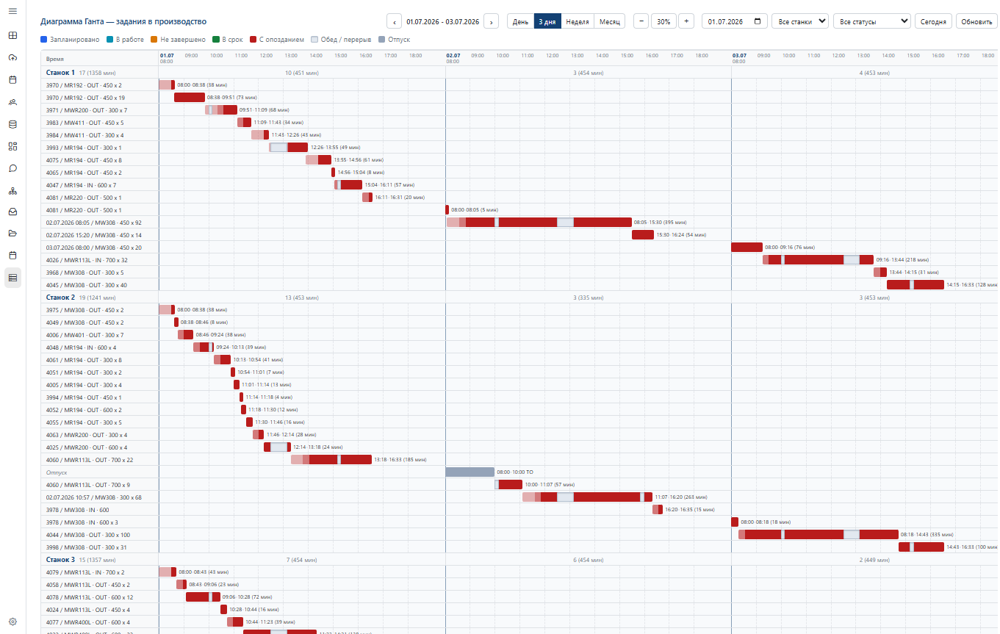 Диаграмма Ганта — задания в производство
‹ 01.07.2026 - 03.07.2026 › День 3 дня Неделя Месяц − 30% + 01.07.2026 Все станки Все статусы Сегодня Обновить
Запланировано В работе Не завершено В срок С опозданием Обед / перерыв Отпуск
Время 01.07 08:00 09:00 10:00 11:00 12:00 13:00 14:00 15:00 16:00 17:00 18:00 02.07 08:00 09:00 10:00 11:00 12:00 13:00 14:00 15:00 16:00 17:00 18:00 03.07 08:00 09:00 10:00 11:00 12:00 13:00 14:00 15:00 16:00 17:00 18:00
Станок 1 17 (1358 мин) 10 (451 мин) 3 (454 мин) 4 (453 мин)
3970 / MR192 · OUT · 450 x 2 08:00-08:38 (38 мин)
3970 / MR192 · OUT · 450 x 19 08:38-09:51 (73 мин)
3971 / MWR200 · OUT · 300 x 7 09:51-11:09 (68 мин)
3983 / MW411 · OUT · 450 x 5 11:09-11:43 (34 мин)
3984 / MW411 · OUT · 300 x 4 11:43-12:26 (43 мин)
3993 / MR194 · OUT · 300 x 1 12:26-13:55 (49 мин)
4075 / MR194 · OUT · 450 x 8 13:55-14:56 (61 мин)
4065 / MR194 · OUT · 450 x 2 14:56-15:04 (8 мин)
4047 / MR194 · IN · 600 x 7 15:04-16:11 (57 мин)
4081 / MR220 · OUT · 500 x 1 16:11-16:31 (20 мин)
4081 / MR220 · OUT · 500 x 1 08:00-08:05 (5 мин)
02.07.2026 08:05 / MW308 · 450 x 92 08:05-15:30 (395 мин)
02.07.2026 15:20 / MW308 · 450 x 14 15:30-16:24 (54 мин)
03.07.2026 08:00 / MW308 · 450 x 20 08:00-09:16 (76 мин)
4026 / MWR113L · IN · 700 x 32 09:16-13:44 (218 мин)
3968 / MW308 · OUT · 300 x 5 13:44-14:15 (31 мин)
4045 / MW308 · OUT · 300 x 40 14:15-16:33 (128 мин
Станок 2 19 (1241 мин) 13 (453 мин) 3 (335 мин) 3 (453 мин)
3975 / MW308 · OUT · 450 x 2 08:00-08:38 (38 мин)
4049 / MW308 · OUT · 450 x 2 08:38-08:46 (8 мин)
4006 / MW401 · OUT · 300 x 7 08:46-09:24 (38 мин)
4048 / MR194 · IN · 600 x 4 09:24-10:13 (39 мин)
4061 / MR194 · OUT · 300 x 8 10:13-10:54 (41 мин)
4051 / MR194 · OUT · 300 x 2 10:54-11:01 (7 мин)
4005 / MR194 · OUT · 300 x 4 11:01-11:14 (13 мин)
3994 / MR194 · OUT · 450 x 1 11:14-11:18 (4 мин)
4052 / MR194 · OUT · 600 x 2 11:18-11:30 (12 мин)
4055 / MR194 · OUT · 300 x 5 11:30-11:46 (16 мин)
4063 / MWR200 · OUT · 300 x 4 11:46-12:14 (28 мин)
4025 / MWR200 · OUT · 600 x 4 12:14-13:18 (24 мин)
4060 / MWR113L · OUT · 700 x 22 13:18-16:33 (185 мин)
Отпуск 08:00-10:00 ТО
4060 / MWR113L · OUT · 700 x 9 10:00-11:07 (57 мин)
02.07.2026 10:57 / MW308 · 300 x 68 11:07-16:20 (263 мин)
3978 / MW308 · IN · 600 16:20-16:35 (15 мин)
3978 / MW308 · IN · 600 x 3 08:00-08:18 (18 мин)
4044 / MW308 · OUT · 300 x 100 08:18-14:43 (335 мин)
3998 / MW308 · OUT · 300 x 31 14:43-16:33 (100 мин
Станок 3 15 (1357 мин) 7 (454 мин) 6 (454 мин) 2 (449 мин)
4079 / MWR113L · IN · 700 x 2 08:00-08:43 (43 мин)
4058 / MWR113L · OUT · 450 x 2 08:43-09:06 (23 мин)
4078 / MWR113L · OUT · 600 x 12 09:06-10:28 (72 мин)
4024 / MWR113L · OUT · 450 x 4 10:28-10:44 (16 мин)
4077 / MWR400L · OUT · 600 x 4 10:44-11:23 (39 мин)